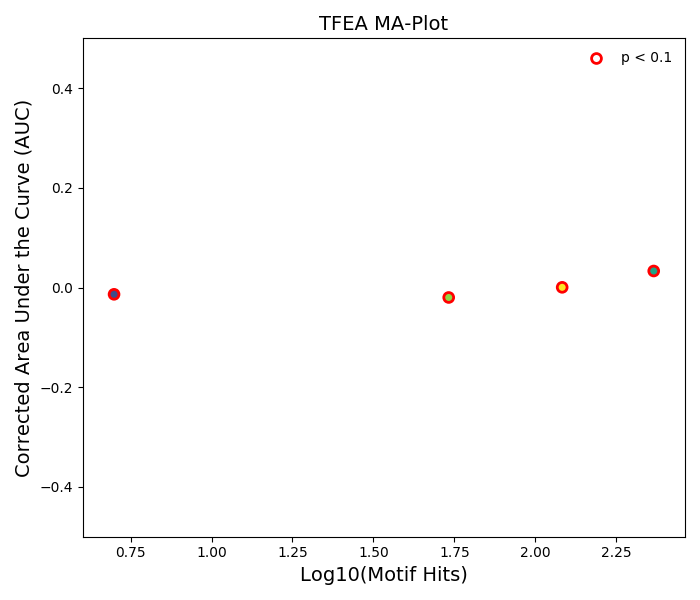 TFEA MA-Plot
p < 0.1
Corrected Area Under the Curve (AUC)
0.4
0.2
0.0
−0.2
−0.4
0.75 1.00 1.25 1.50 1.75 2.00 2.25
Log10(Motif Hits)